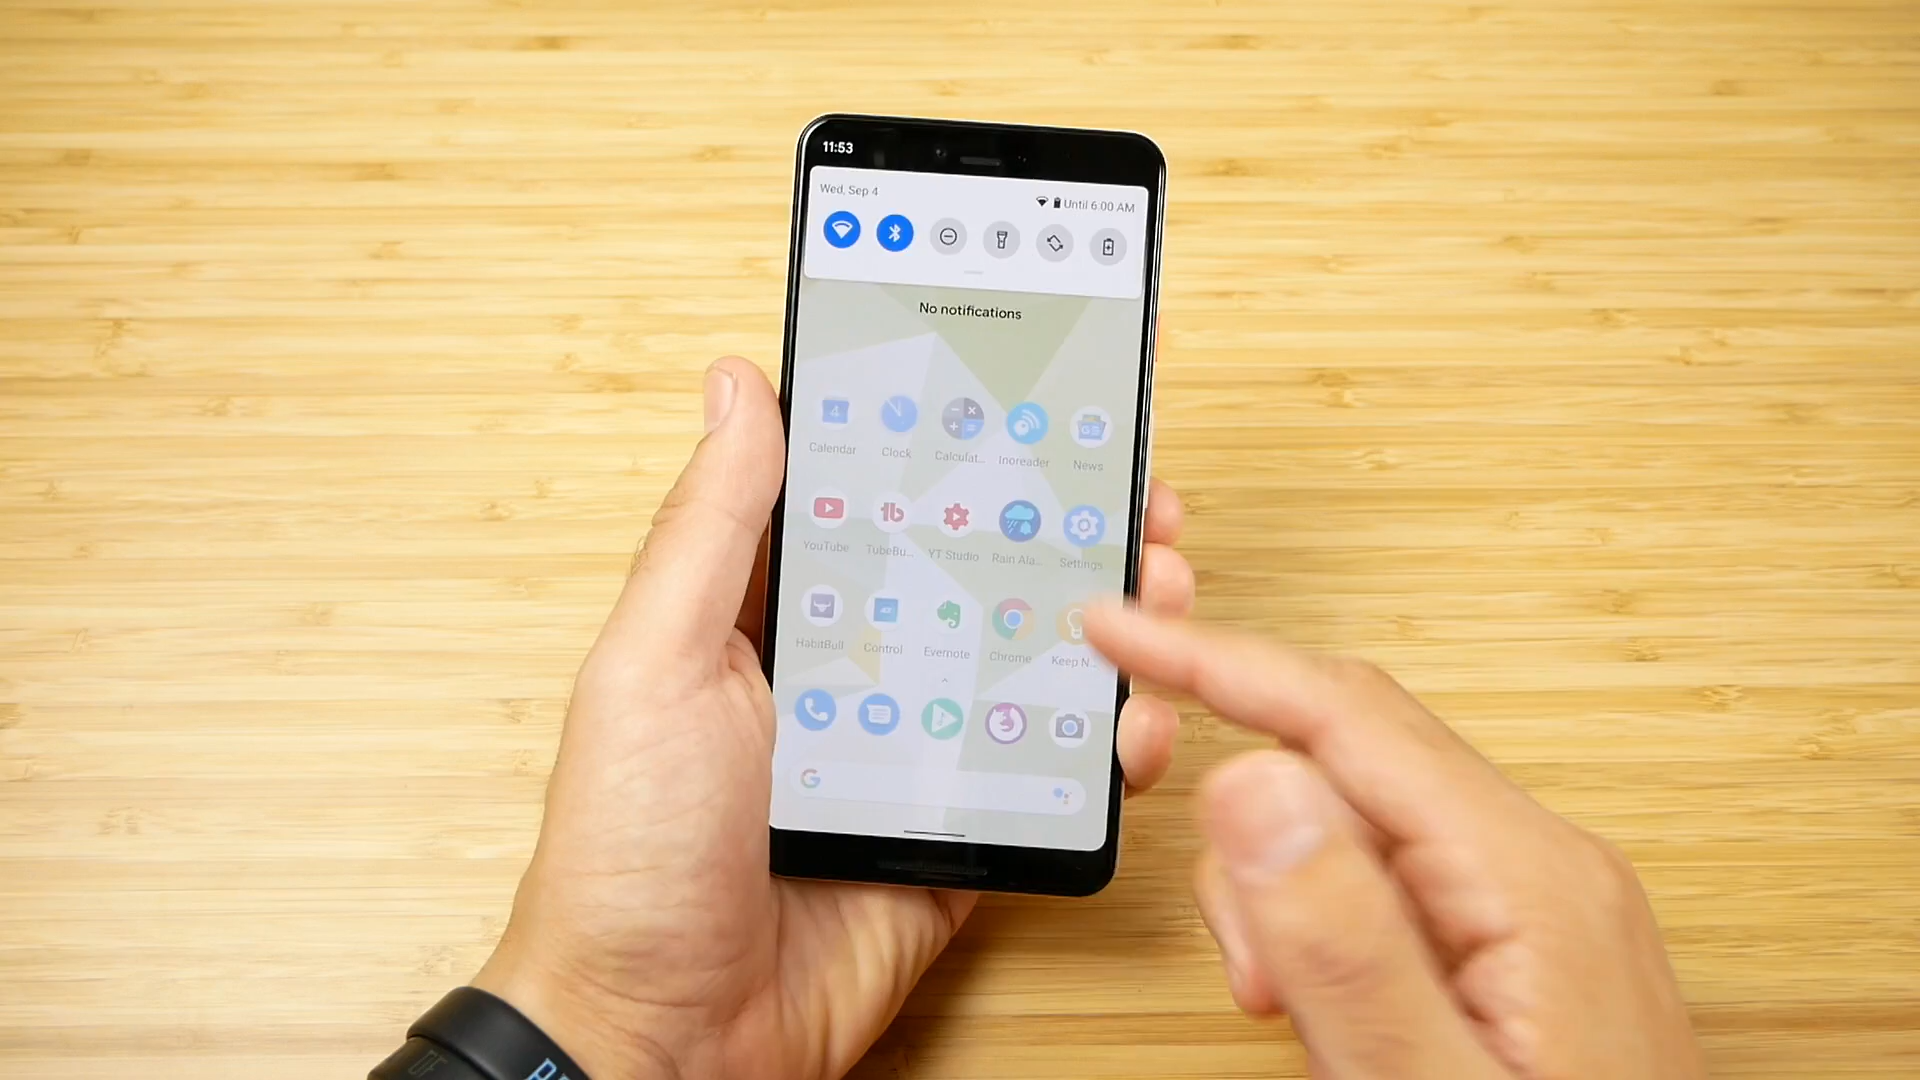 11:53
Wed, Sep 4
Until 6:00 AM
No notifications
4
Calendar
Clock
Calculat...
Inoreader
News
YouTube
TubeBu...
YT Studio
Rain Ala...
Settings
HabitBull
Control
Evernote
Chrome
Keep N...